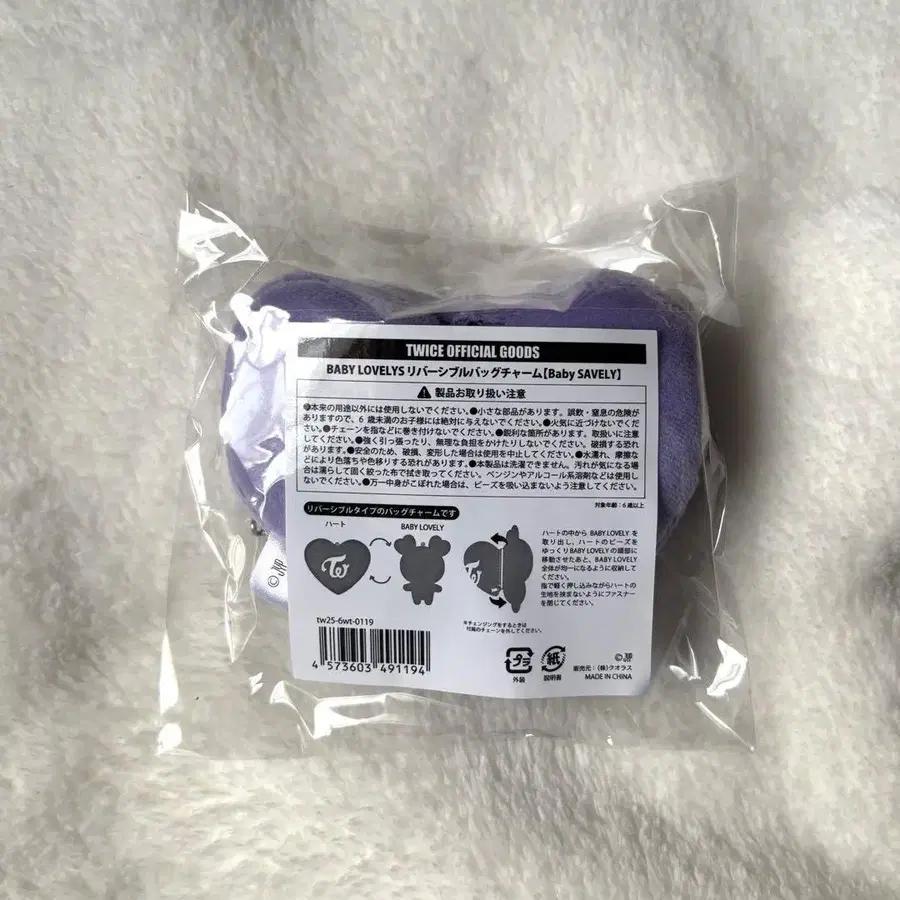 TWICE OFFICIAL GOODS
BABY LOVELYS リバーシブルバッグチャーム【Baby SAVELY】
製品お取り扱い注意
●本来の用途以外には使用しないでください。●小さな部品があります。誤飲・窒息の危険が
ありますので、6 歳未満のお子様には絶対に与えないでください。●火気に近づけないでくだ
さい。●チェーンを指などに巻き付けないでください。●鋭利な箇所があります。取扱いに注意
してください。●強く引っ張ったり、無理な負担をかけたりしないでください。破損する恐れが
あります。●安全のため、破損、変形した場合は使用を中止してください。●水濡れ、摩擦な
どにより色落ちや色移りする恐れがあります。●本製品は洗濯できません。汚れが気になる場
合は濡らして固く絞った布で拭き取ってください。ベンジンやアルコール系溶剤などは使用し
ないでください。●万一中身がこぼれた場合は、ビーズを吸い込まないよう注意してください。
対象年齢：6 歳以上
リバーシブルタイプのバッグチャームです
ハート
BABY LOVELY
ハートの中から BABY LOVELY を
取り出し、ハートのビーズを
ゆっくり BABY LOVELY の頭部に
移動させたあと、BABY LOVELY
全体が均一になるように収納して
ください。
指で軽く押し込みながらハートの
生地を挟まないようにファスナー
を閉じてください。
※チェンジングをするときは
付属のチェーンを外してください。
©JYP
tw25-6wt-0119
4 573603 491194
プラ
外装
紙
説明書
©JYP
販売元：(株)クオラス
MADE IN CHINA